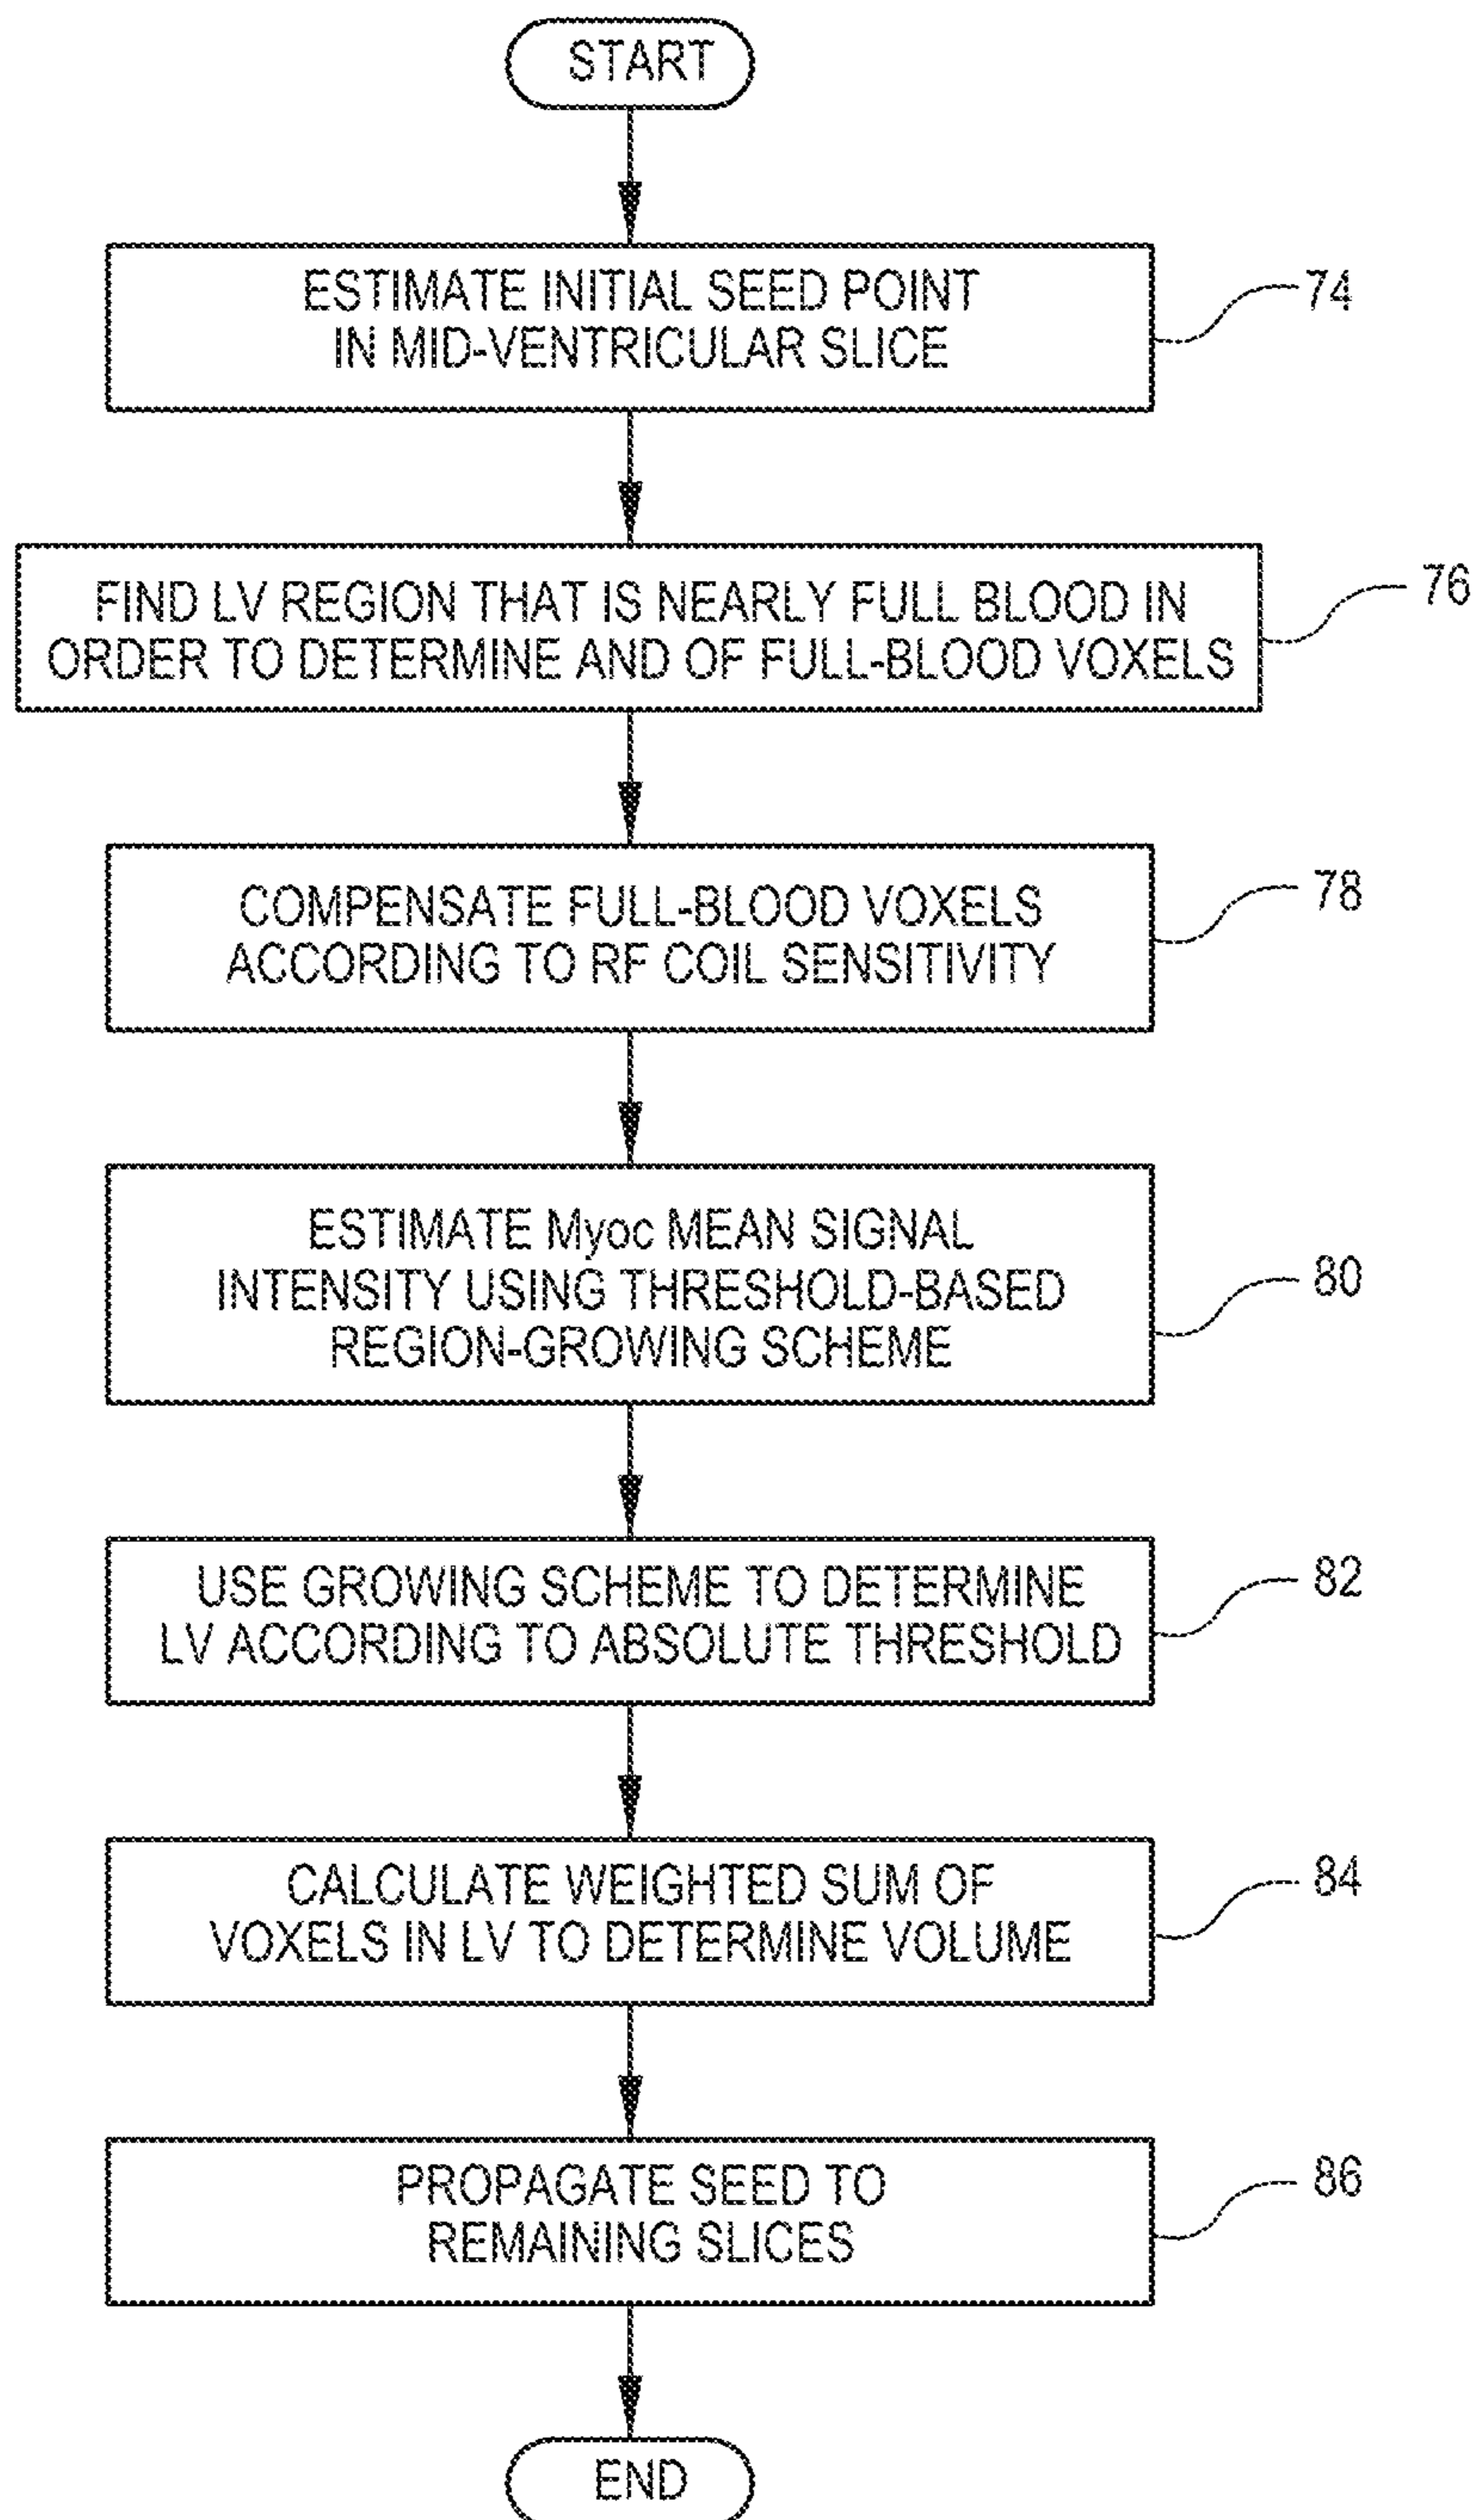 START
ESTIMATE INITIAL SEED POINT
IN MID-VENTRICULAR SLICE
74
FIND LV REGION THAT IS NEARLY FULL BLOOD IN
ORDER TO DETERMINE AND OF FULL-BLOOD VOXELS
76
COMPENSATE FULL-BLOOD VOXELS
ACCORDING TO RF COIL SENSITIVITY
78
ESTIMATE Myoc MEAN SIGNAL
INTENSITY USING THRESHOLD-BASED
REGION-GROWING SCHEME
80
USE GROWING SCHEME TO DETERMINE
LV ACCORDING TO ABSOLUTE THRESHOLD
82
CALCULATE WEIGHTED SUM OF
VOXELS IN LV TO DETERMINE VOLUME
84
PROPAGATE SEED TO
REMAINING SLICES
86
END